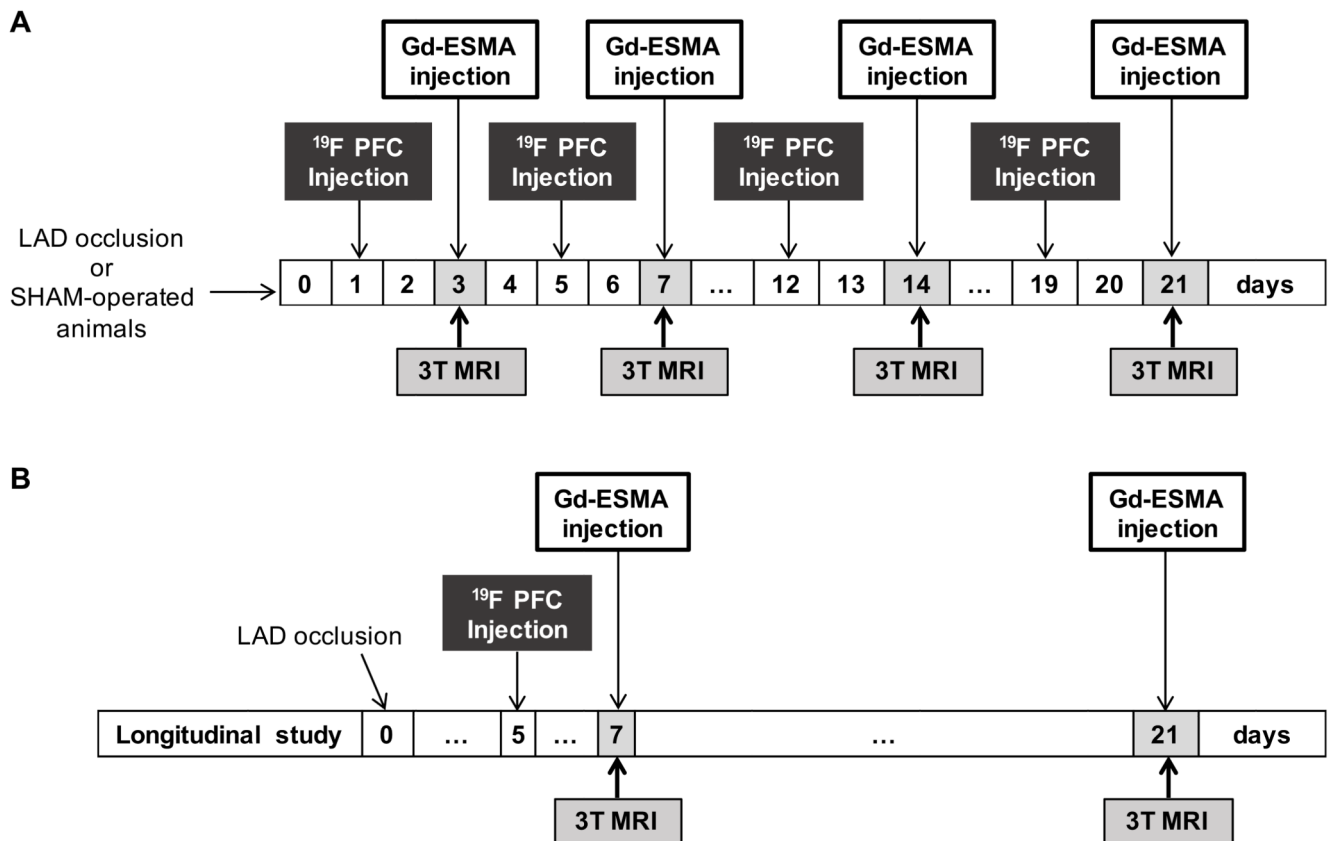 A
Gd-ESMA
injection
Gd-ESMA
injection
Gd-ESMA
injection
Gd-ESMA
injection
¹⁹F PFC
Injection
¹⁹F PFC
Injection
¹⁹F PFC
Injection
¹⁹F PFC
Injection
LAD occlusion
or
SHAM-operated
animals
0 1 2 3 4 5 6 7 ... 12 13 14 ... 19 20 21 days
3T MRI 3T MRI 3T MRI 3T MRI
B
Gd-ESMA
injection
Gd-ESMA
injection
¹⁹F PFC
Injection
LAD occlusion
Longitudinal study 0 ... 5 ... 7 ... 21 days
3T MRI 3T MRI